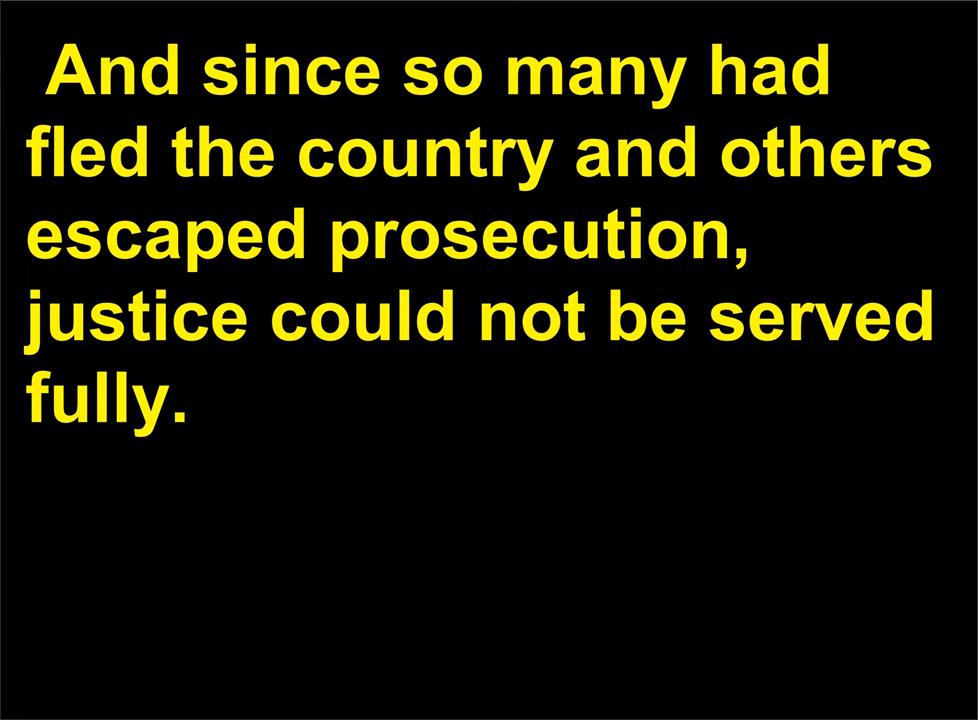 And since so many had
fled the country and others
escaped prosecution,
justice could not be served
fully.